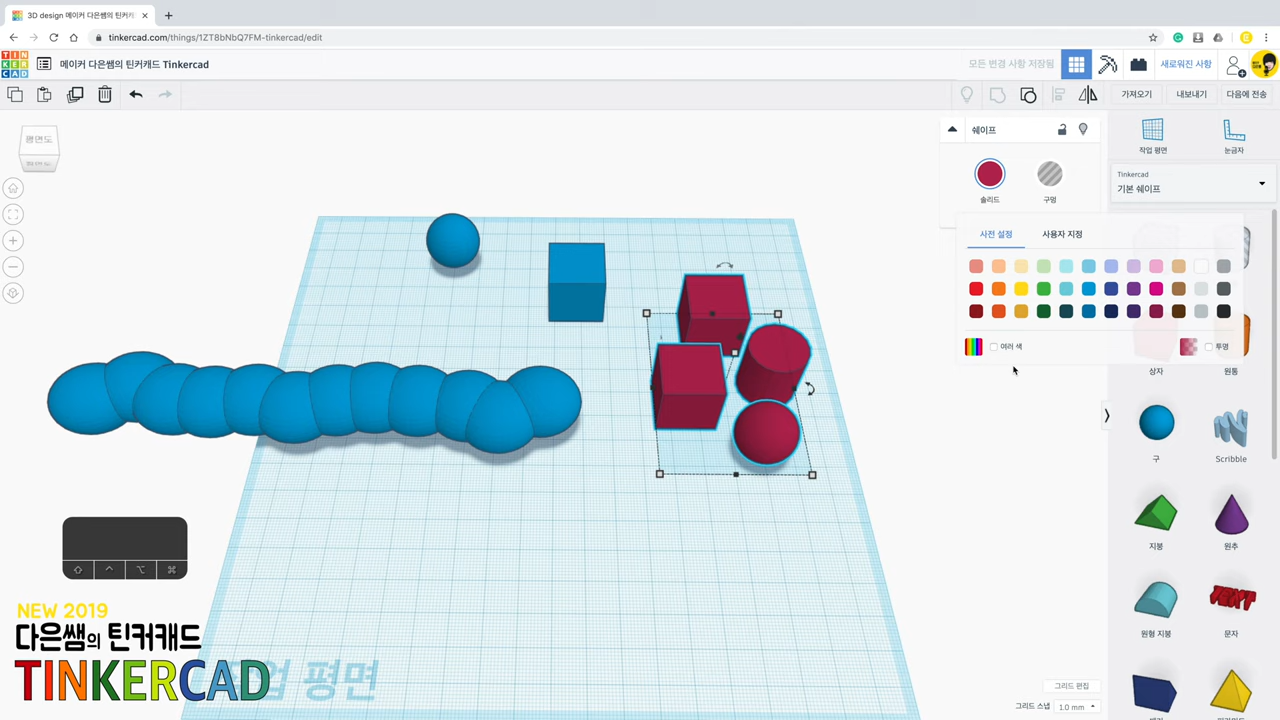 3D design 메이커 다은쌤의 틴커캐
tinkercad.com/things/1ZT8bNbQ7FM-tinkercad/edit
TIN
KER
CAD
메이커 다은쌤의 틴커캐드 Tinkercad
모든 변경 사항 저장됨
새로워진 사항
가져오기
내보내기
다음에 전송
평면도
쉐이프
솔리드
구멍
작업 평면
눈금자
Tinkercad
기본 쉐이프
사전 설정
사용자 지정
여러 색
투명
상자
원통
구
Scribble
지붕
원추
원형 지붕
TEXT
문자
NEW 2019
다은쌤의 틴커캐드
TINKERCAD
업 평면
그리드 편집
그리드 스냅
1.0 mm